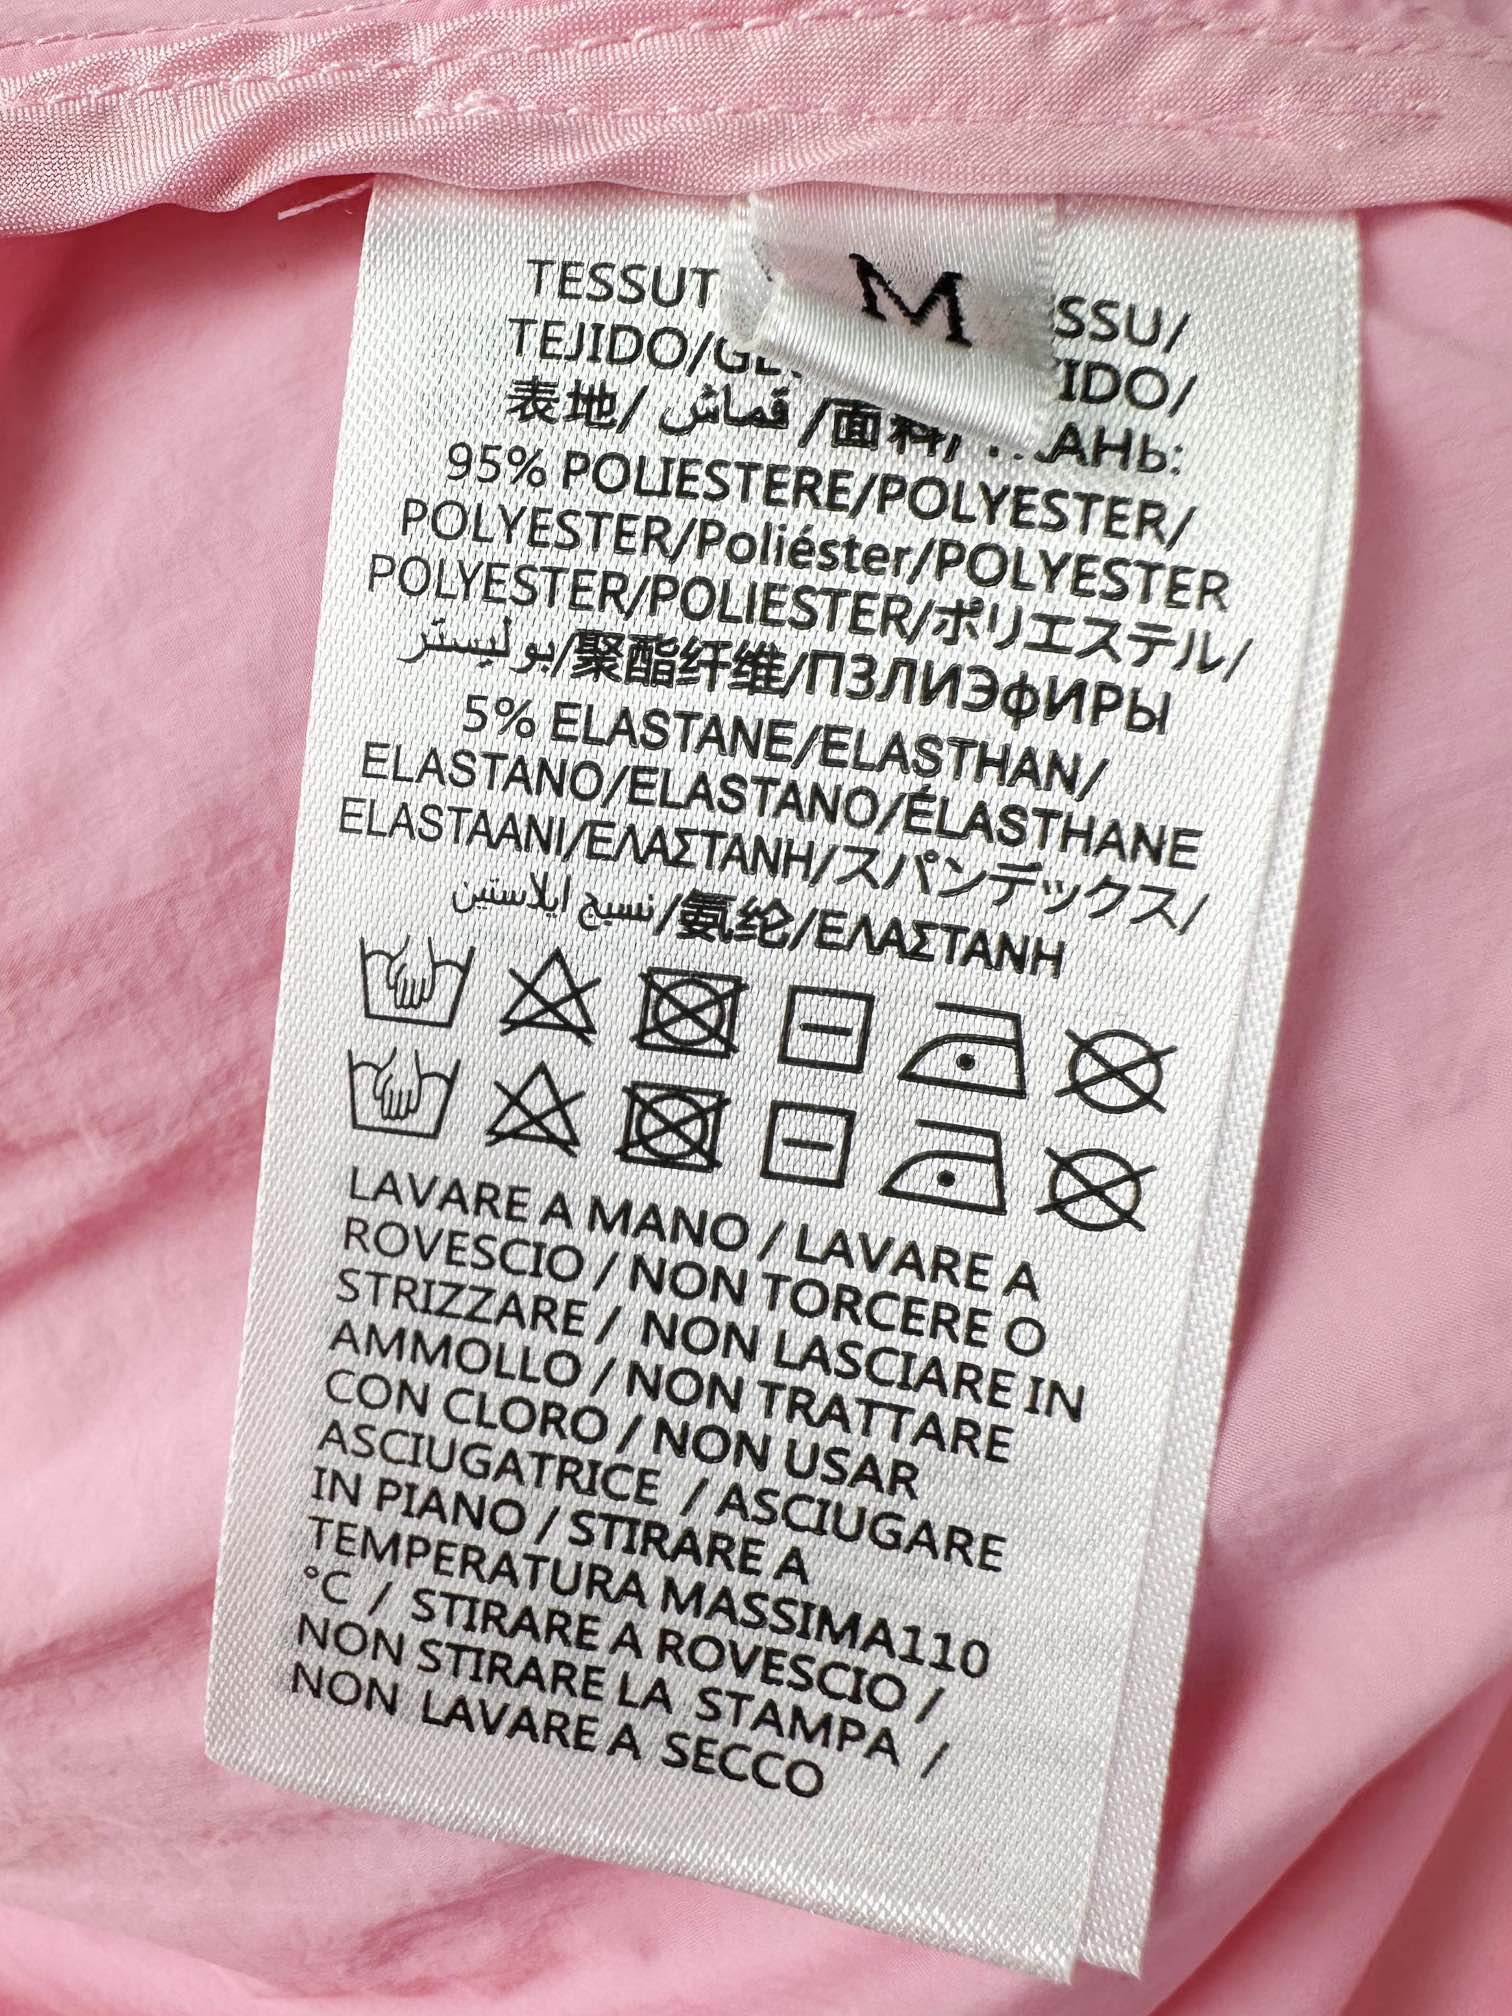 M
TESSUT SSU/
TEJIDO/ IDO/
表地/ قماش /面料/ АНЬ:
95% POLIESTERE/POLYESTER/
POLYESTER/Poliéster/POLYESTER
POLYESTER/POLIESTER/ポリエステル/
بوليستر/聚酯纤维/ПЗЛИЭфИРЫ
5% ELASTANE/ELASTHAN/
ELASTANO/ELASTANO/ÉLASTHANE
ELASTAANI/ΕΛΑΣΤΑΝΗ/スパンデックス/
نسيج ايلاستين/氨纶/ΕΛΑΣΤΑΝΗ
LAVARE A MANO / LAVARE A
ROVESCIO / NON TORCERE O
STRIZZARE / NON LASCIARE IN
AMMOLLO / NON TRATTARE
CON CLORO / NON USAR
ASCIUGATRICE / ASCIUGARE
IN PIANO / STIRARE A
TEMPERATURA MASSIMA110
°C / STIRARE A ROVESCIO /
NON STIRARE LA STAMPA /
NON LAVARE A SECCO